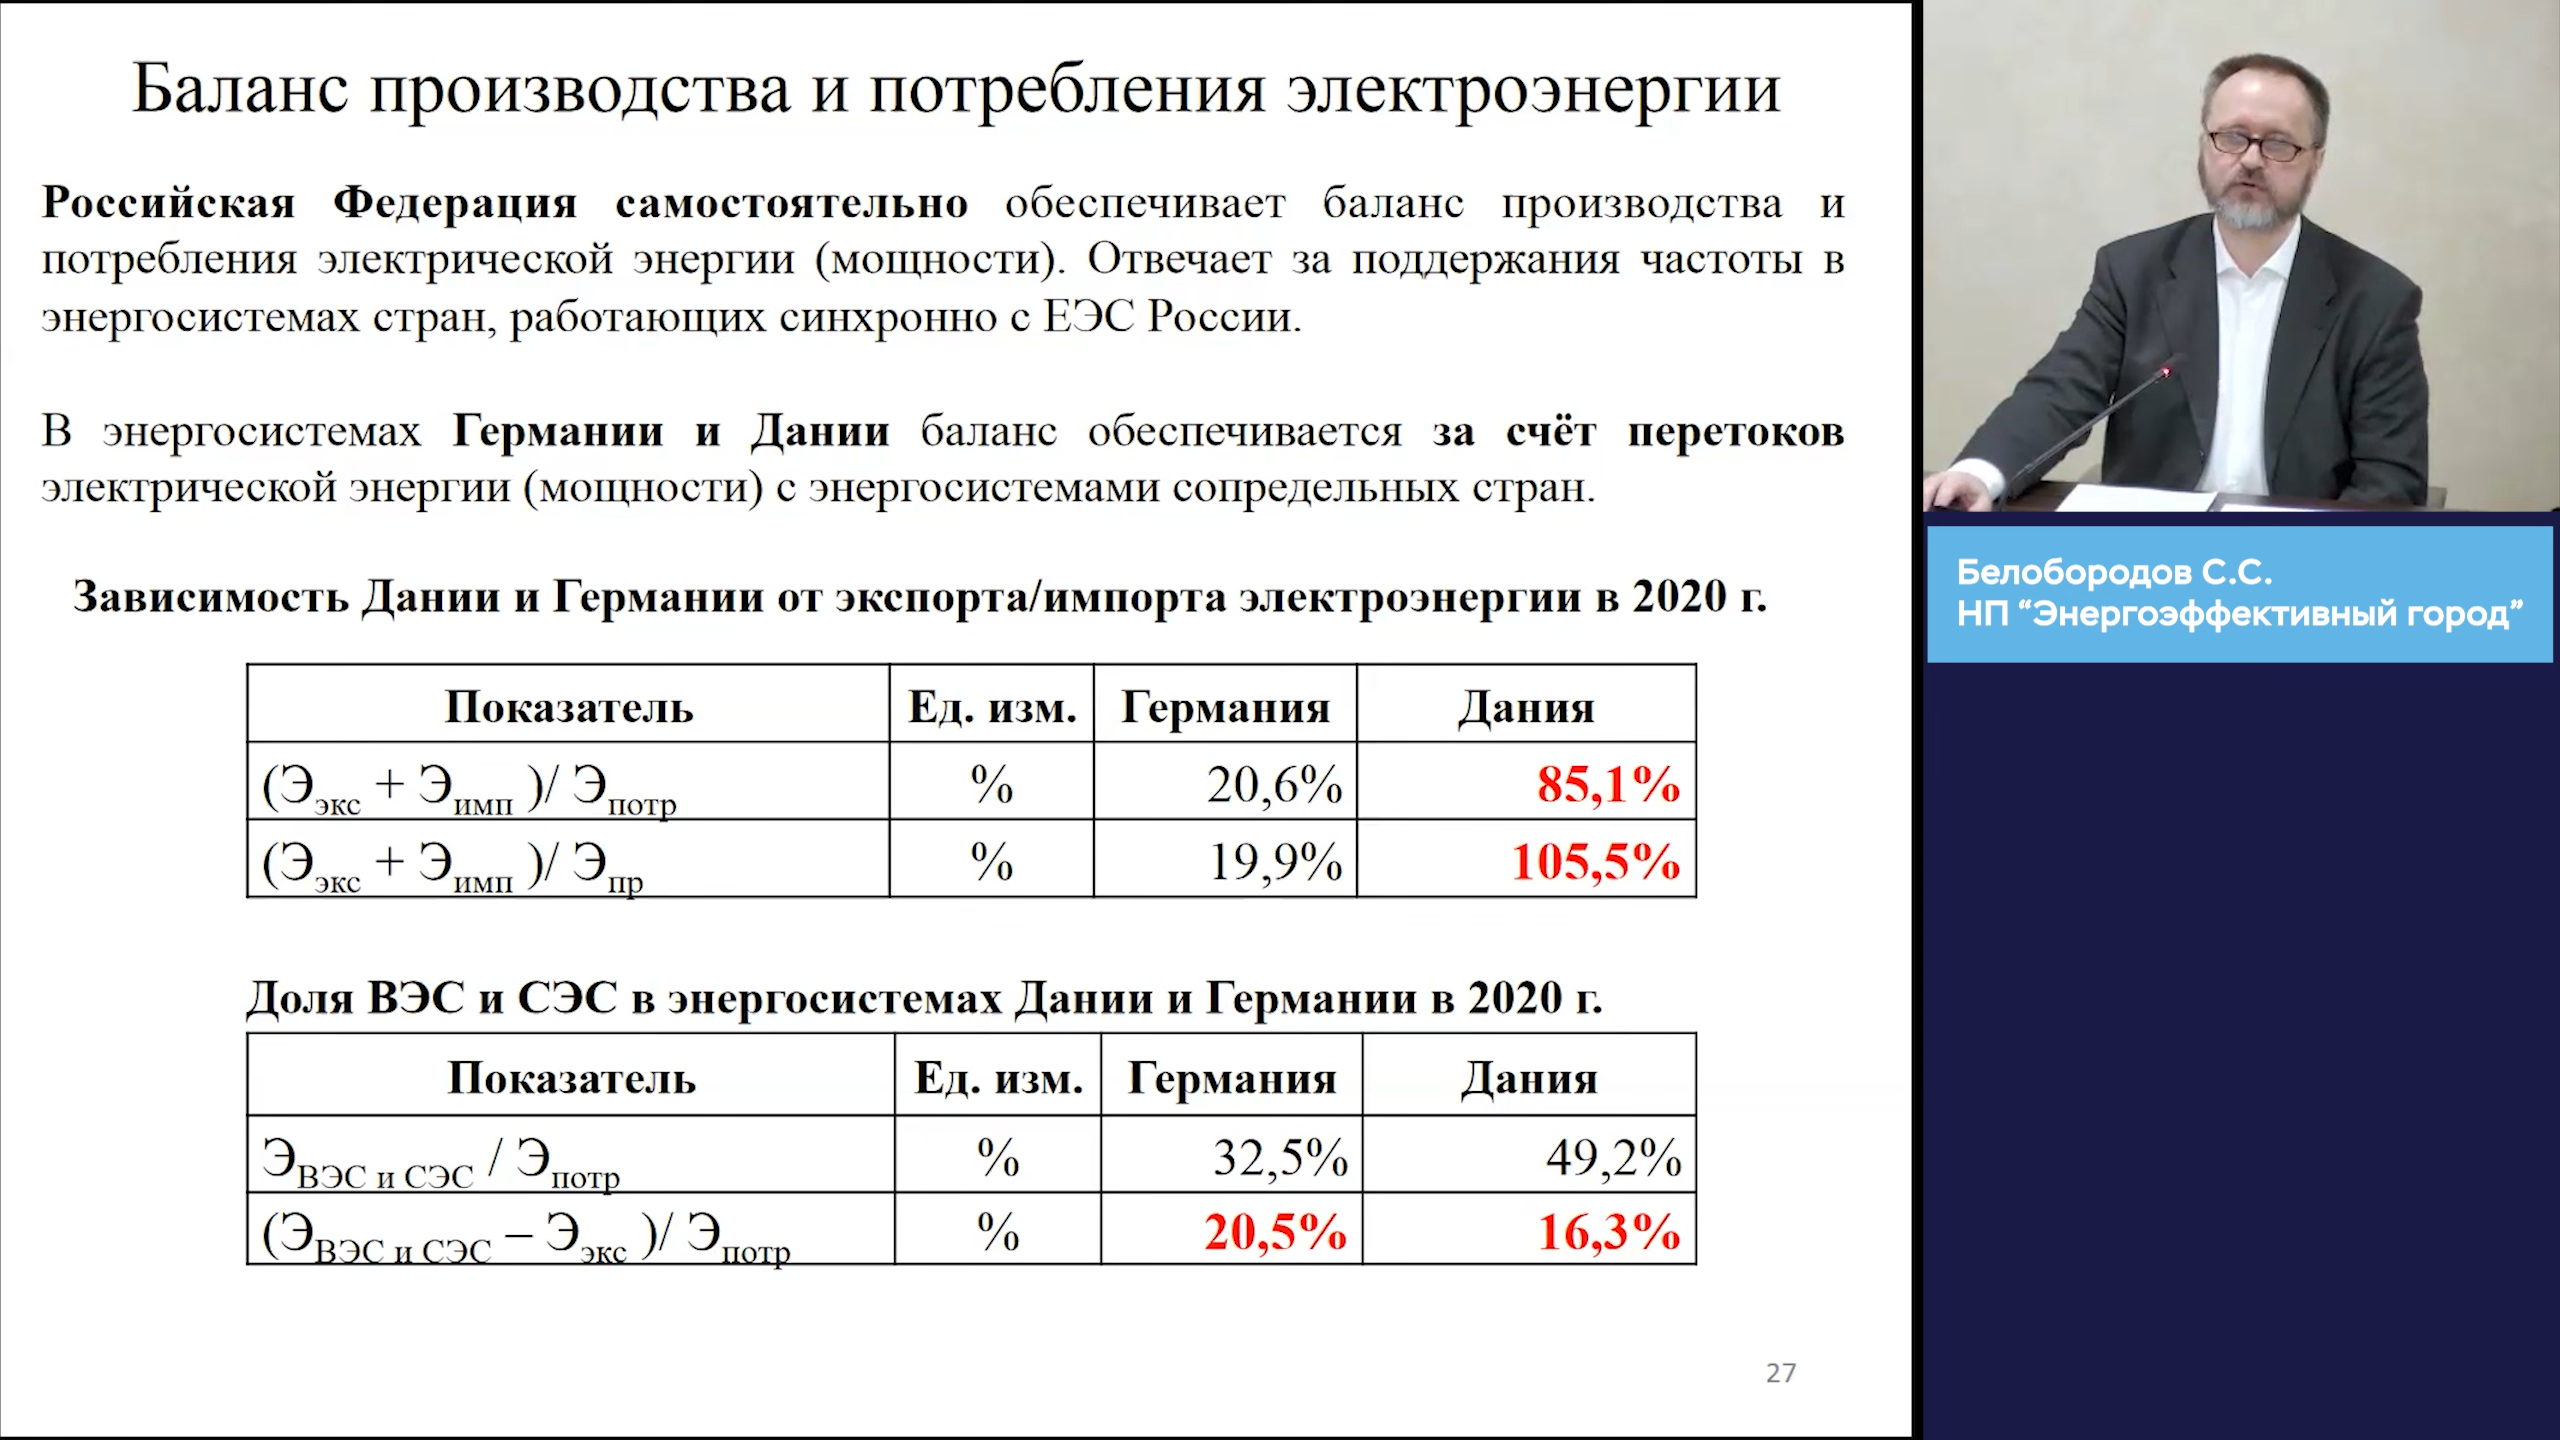 Баланс производства и потребления электроэнергии
Российская Федерация самостоятельно обеспечивает баланс производства и
потребления электрической энергии (мощности). Отвечает за поддержания частоты в
энергосистемах стран, работающих синхронно с ЕЭС России.
В энергосистемах Германии и Дании баланс обеспечивается за счёт перетоков
электрической энергии (мощности) с энергосистемами сопредельных стран.
Зависимость Дании и Германии от экспорта/импорта электроэнергии в 2020 г.
Показатель Ед. изм. Германия Дания
(Ээкс + Эимп )/ Эпотр % 20,6% 85,1%
(Ээкс + Эимп )/ Эпр % 19,9% 105,5%
Доля ВЭС и СЭС в энергосистемах Дании и Германии в 2020 г.
Показатель Ед. изм. Германия Дания
ЭВЭС и СЭС / Эпотр % 32,5% 49,2%
(ЭВЭС и СЭС – Ээкс )/ Эпотр % 20,5% 16,3%
27
Белобородов С.С.
НП “Энергоэффективный город”